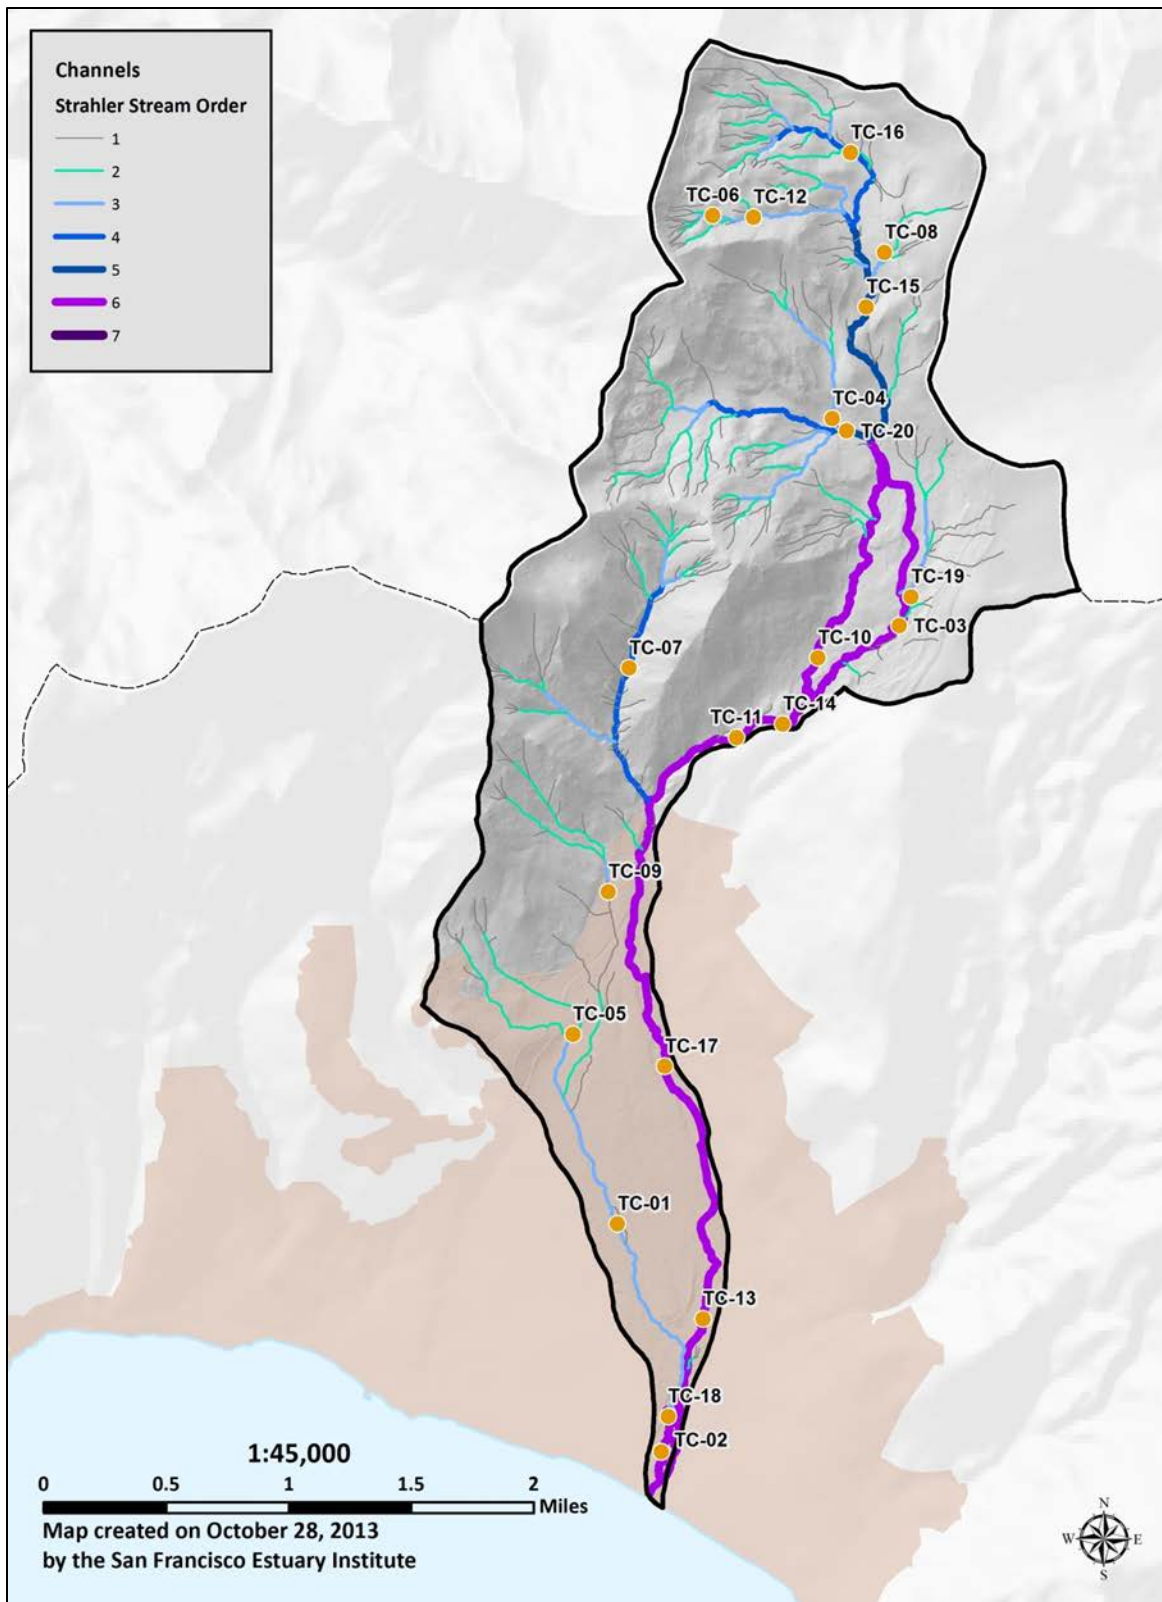 Channels
Strahler Stream Order
1
2
3
4
5
6
7
TC-16
TC-06
TC-12
TC-08
TC-15
TC-04
TC-20
TC-19
TC-03
TC-07
TC-10
TC-14
TC-11
TC-09
TC-05
TC-17
TC-01
TC-13
TC-18
TC-02
1:45,000
0 0.5 1 1.5 2
Miles
Map created on October 28, 2013
by the San Francisco Estuary Institute
N
W E
S